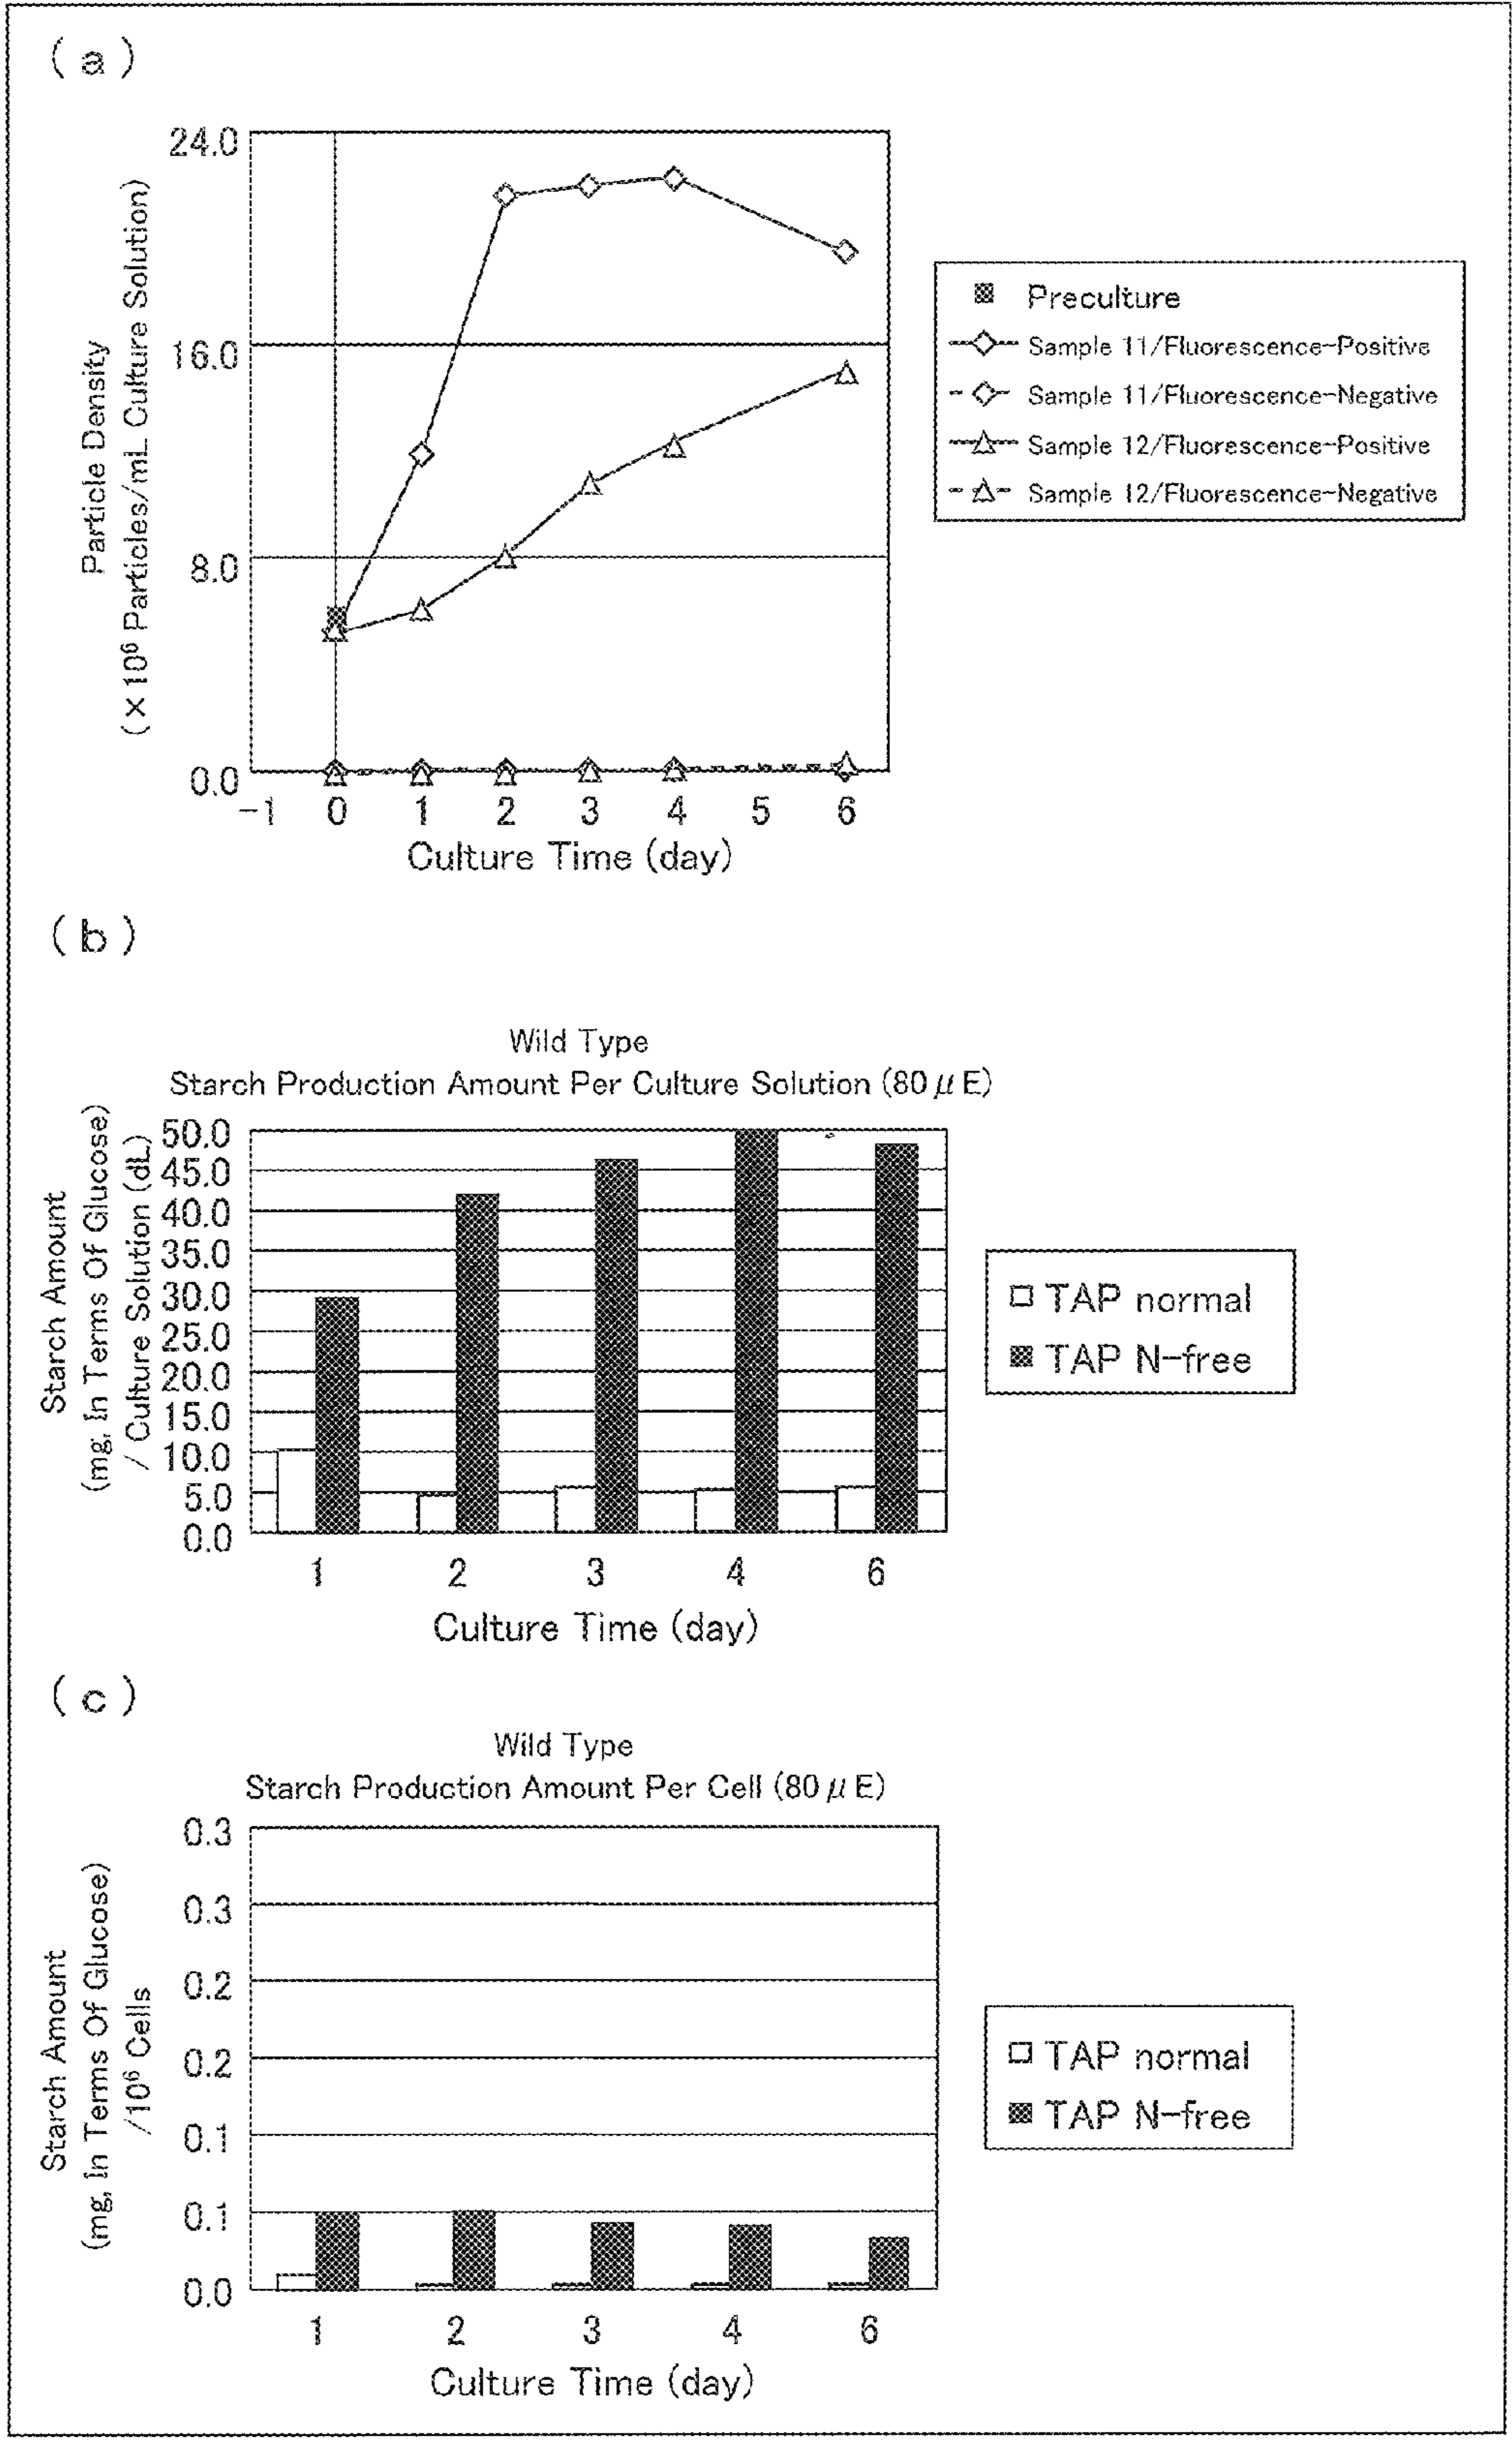 (a)
Particle Density
(×10⁶ Particles/mL Culture Solution)
24.0
16.0
8.0
0.0
-1 0 1 2 3 4 5 6
Culture Time (day)
Preculture
Sample 11/Fluorescence-Positive
Sample 11/Fluorescence-Negative
Sample 12/Fluorescence-Positive
Sample 12/Fluorescence-Negative
(b)
Wild Type
Starch Production Amount Per Culture Solution (80μE)
Starch Amount
(mg, In Terms Of Glucose)
/ Culture Solution (dL)
50.0
45.0
40.0
35.0
30.0
25.0
20.0
15.0
10.0
5.0
0.0
1 2 3 4 6
Culture Time (day)
TAP normal
TAP N-free
(c)
Wild Type
Starch Production Amount Per Cell (80μE)
Starch Amount
(mg, In Terms Of Glucose)
/10⁶ Cells
0.3
0.3
0.2
0.2
0.1
0.1
0.0
1 2 3 4 6
Culture Time (day)
TAP normal
TAP N-free